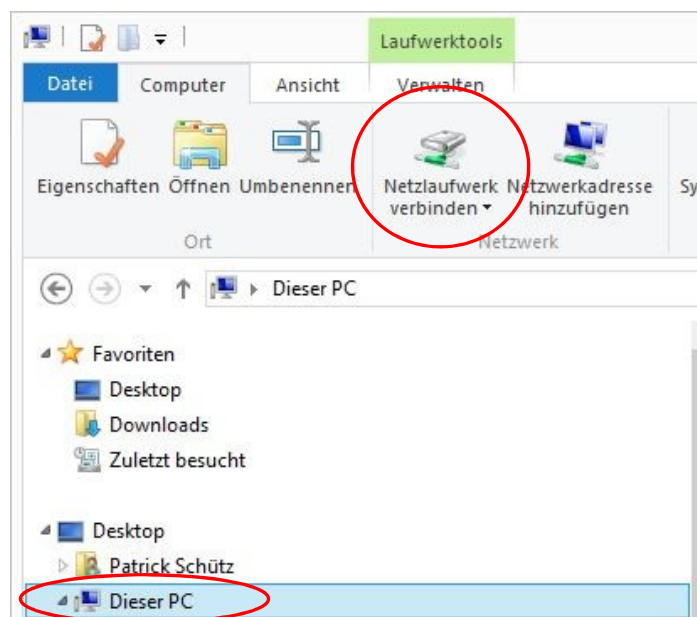 Laufwerktools
Datei Computer Ansicht Verwalten
Eigenschaften Öffnen Umbenennen Netzlaufwerk verbinden Netzwerkadresse hinzufügen Sy
Ort Netzwerk
Dieser PC
Favoriten
Desktop
Downloads
Zuletzt besucht
Desktop
Patrick Schütz
Dieser PC